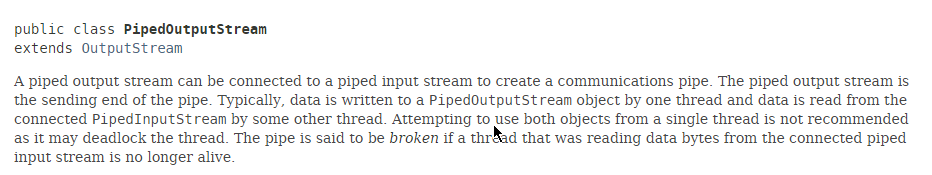 public class PipedOutputStream
extends OutputStream
A piped output stream can be connected to a piped input stream to create a communications pipe. The piped output stream is
the sending end of the pipe. Typically, data is written to a PipedOutputStream object by one thread and data is read from the
connected PipedInputStream by some other thread. Attempting to use both objects from a single thread is not recommended
as it may deadlock the thread. The pipe is said to be broken if a thread that was reading data bytes from the connected piped
input stream is no longer alive.